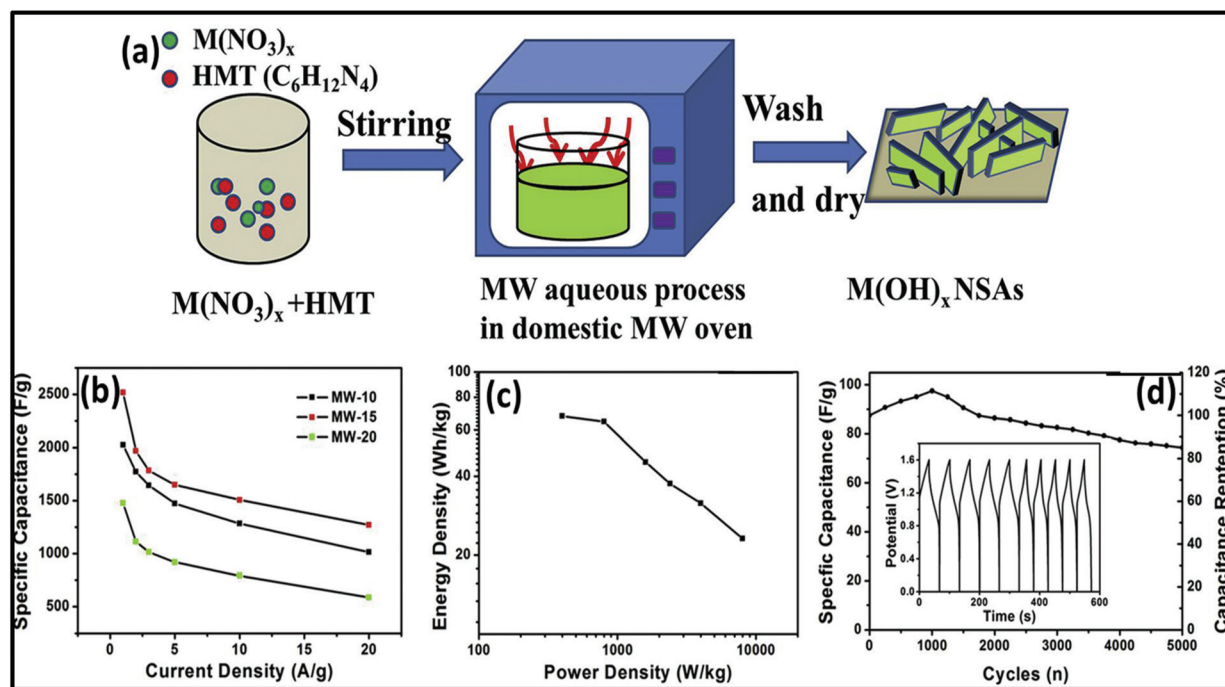 (a)
M(NO₃)ₓ
HMT (C₆H₁₂N₄)
Stirring
Wash
and dry
M(NO₃)ₓ+HMT
MW aqueous process
in domestic MW oven
M(OH)ₓ NSAs
(b)
MW-10
MW-15
MW-20
Specific Capacitance (F/g)
2500
2000
1500
1000
500
0 5 10 15 20
Current Density (A/g)
(c)
Energy Density (Wh/kg)
100
80
60
40
20
100 1000 10000
Power Density (W/kg)
(d)
Specfic Capacitance (F/g)
100
80
60
40
20
0
120
100
80
60
40
20
0
Capacitance Rentention (%)
Potential (V)
1.6
1.2
0.8
0.4
0.0
0 200 400 600
Time (s)
0 1000 2000 3000 4000 5000
Cycles (n)